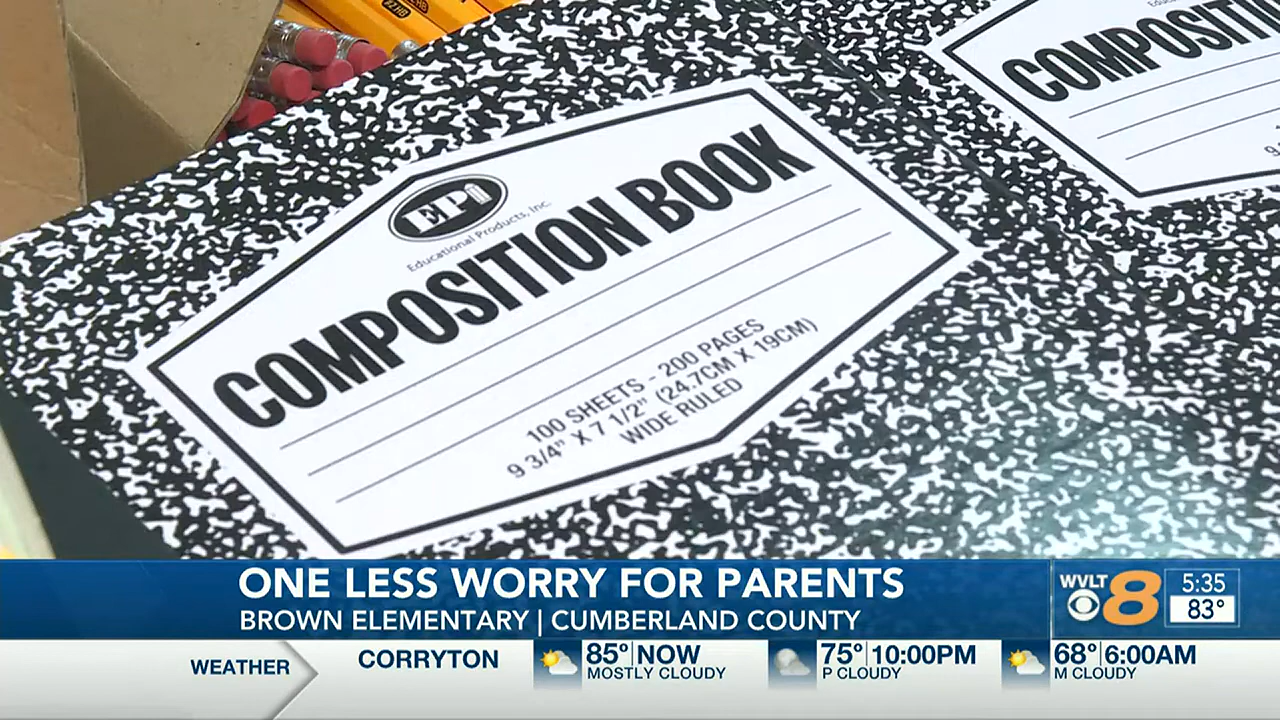 EPI
Educational Products, Inc.
COMPOSITION BOOK
100 SHEETS - 200 PAGES
9 3/4" X 7 1/2" (24.7CM X 19CM)
WIDE RULED
COMPOSITI
ONE LESS WORRY FOR PARENTS
BROWN ELEMENTARY | CUMBERLAND COUNTY
WVLT 8
5:35
83°
WEATHER
CORRYTON
85° NOW
MOSTLY CLOUDY
75° 10:00PM
P CLOUDY
68° 6:00AM
M CLOUDY